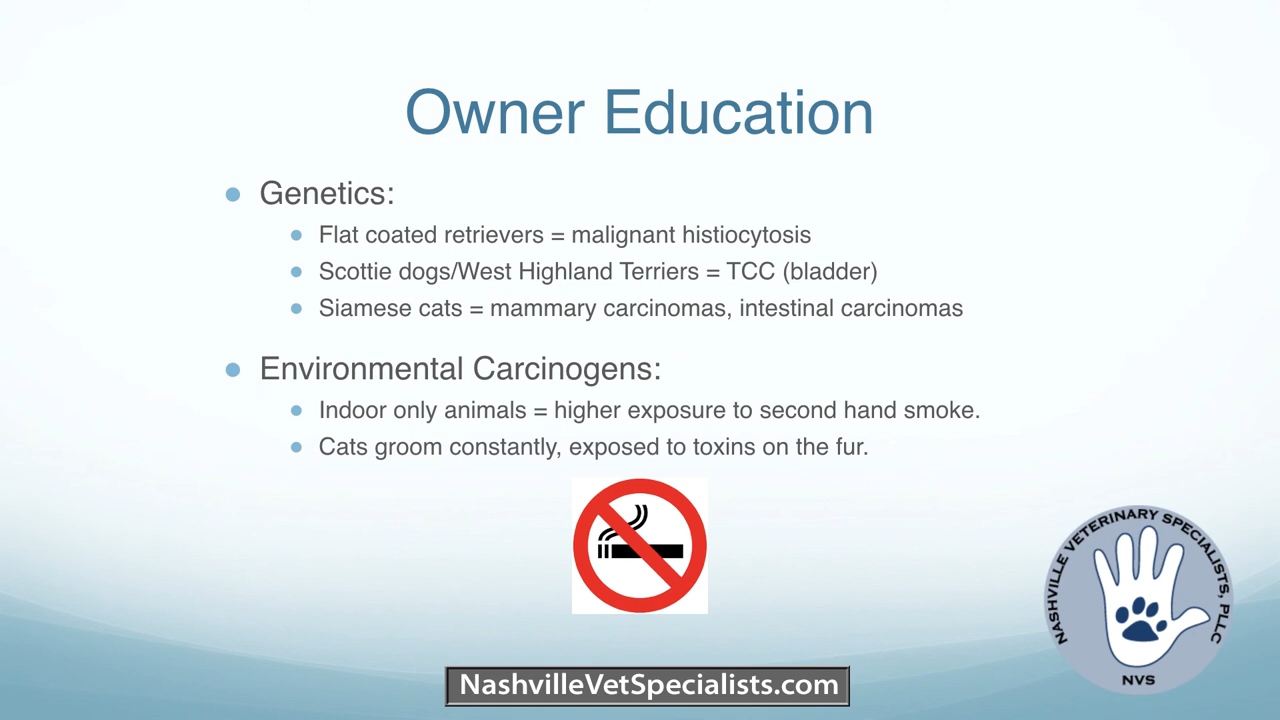 Owner Education
Genetics:
Flat coated retrievers = malignant histiocytosis
Scottie dogs/West Highland Terriers = TCC (bladder)
Siamese cats = mammary carcinomas, intestinal carcinomas
Environmental Carcinogens:
Indoor only animals = higher exposure to second hand smoke.
Cats groom constantly, exposed to toxins on the fur.
NASHVILLE VETERINARY SPECIALISTS, PLLC
NVS
NashvilleVetSpecialists.com